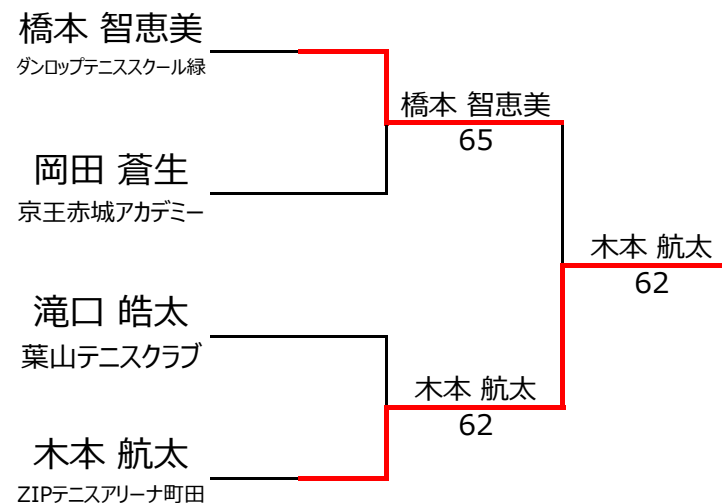 橋本 智恵美
ダンロップテニススクール緑
岡田 蒼生
京王赤城アカデミー
滝口 皓太
葉山テニスクラブ
木本 航太
ZIPテニスアリーナ町田
橋本 智恵美
65
木本 航太
62
木本 航太
62